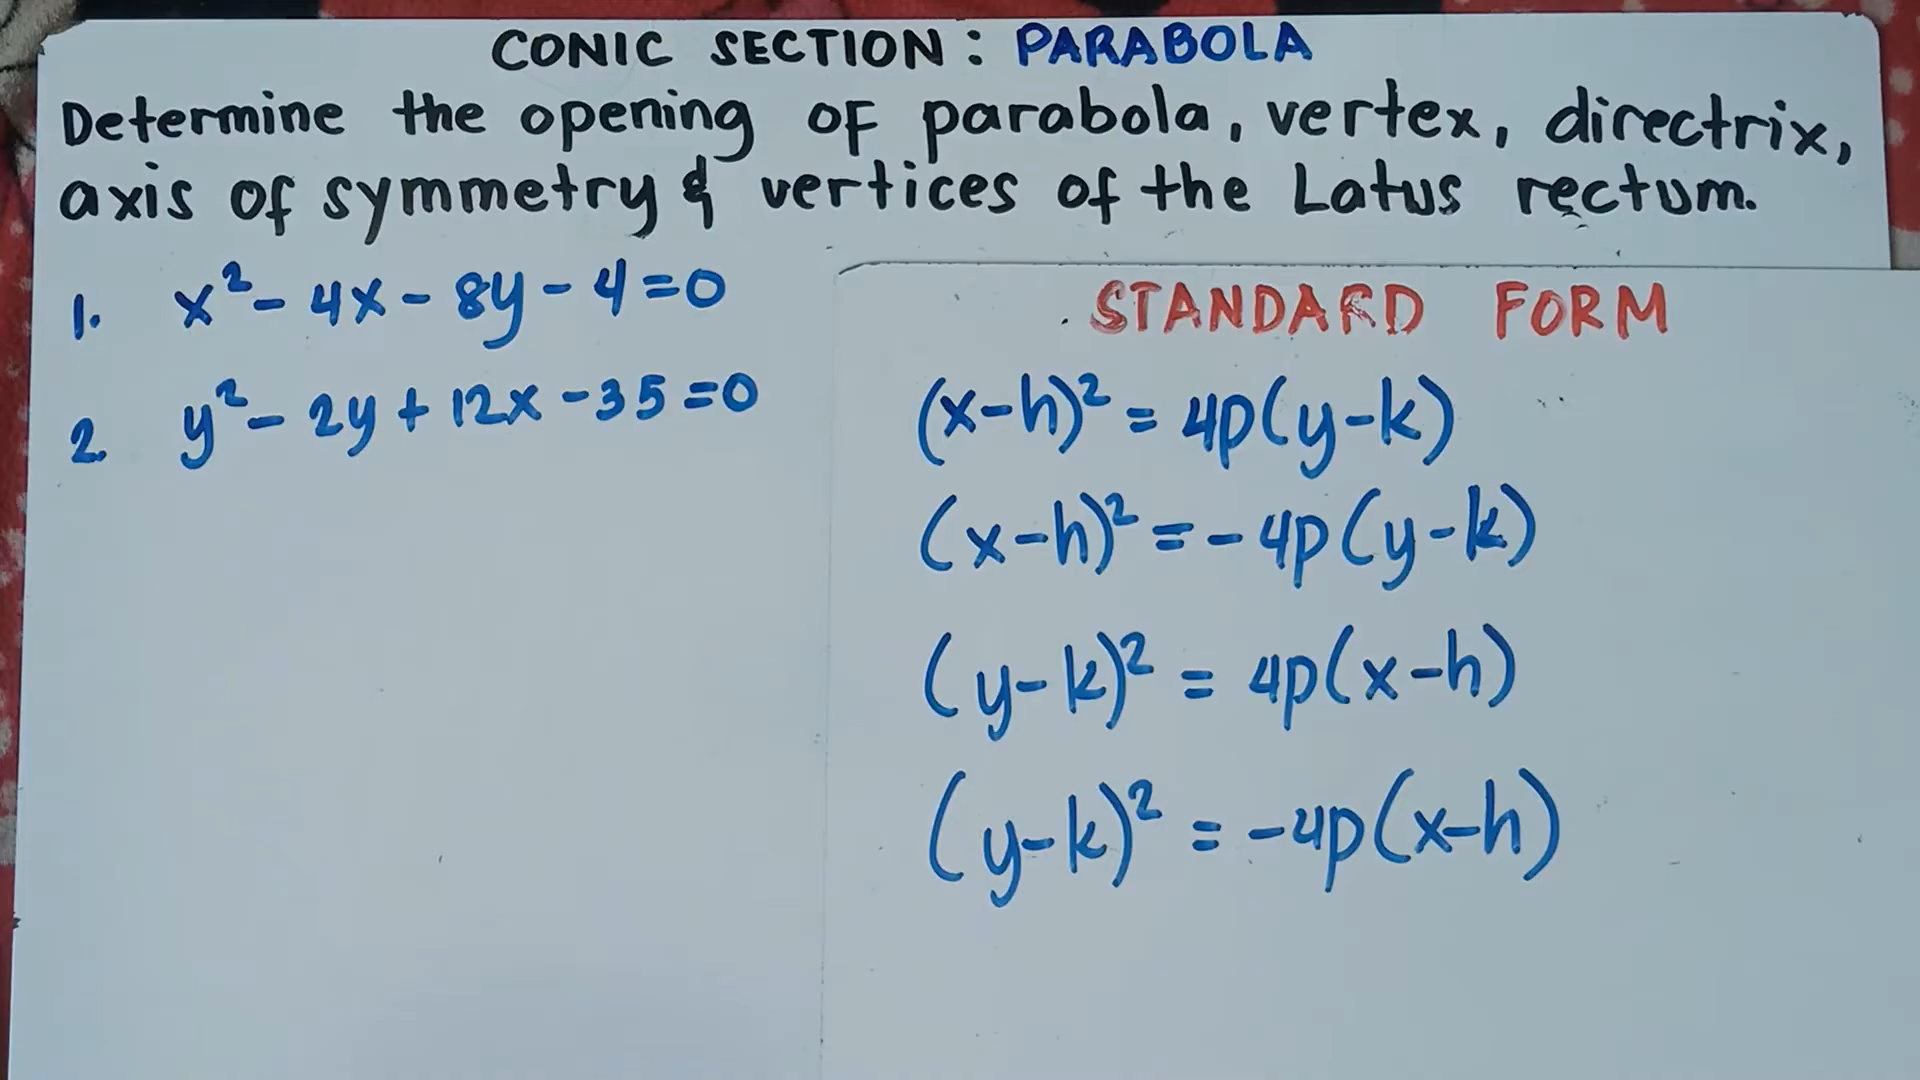 CONIC SECTION: PARABOLA
Determine the opening of parabola, vertex, directrix,
axis of symmetry & vertices of the Latus rectum.
1. x² - 4x - 8y - 4 = 0
2. y² - 2y + 12x - 35 = 0
STANDARD FORM
(x-h)² = 4p(y-k)
(x-h)² = -4p(y-k)
(y-k)² = 4p(x-h)
(y-k)² = -4p(x-h)